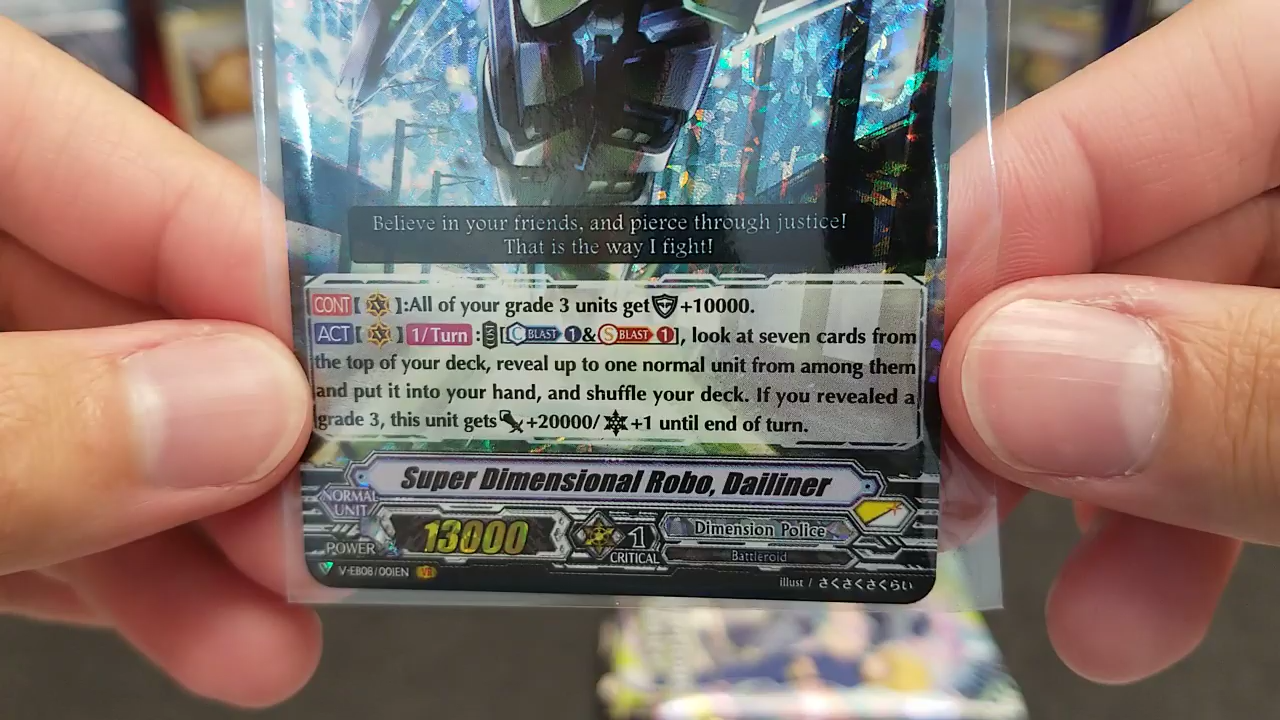 Believe in your friends, and pierce through justice!
That is the way I fight!
CONT[ ]:All of your grade 3 units get +10000.
ACT[ ] 1/Turn :[C BLAST 1 & S BLAST 1], look at seven cards from
the top of your deck, reveal up to one normal unit from among them
and put it into your hand, and shuffle your deck. If you revealed a
grade 3, this unit gets +20000/ +1 until end of turn.
Super Dimensional Robo, Dailiner
NORMAL
UNIT
POWER 13000
1
CRITICAL
Dimension Police
Battleroid
V-EB08/001EN VR
illust / さくさくさくらい